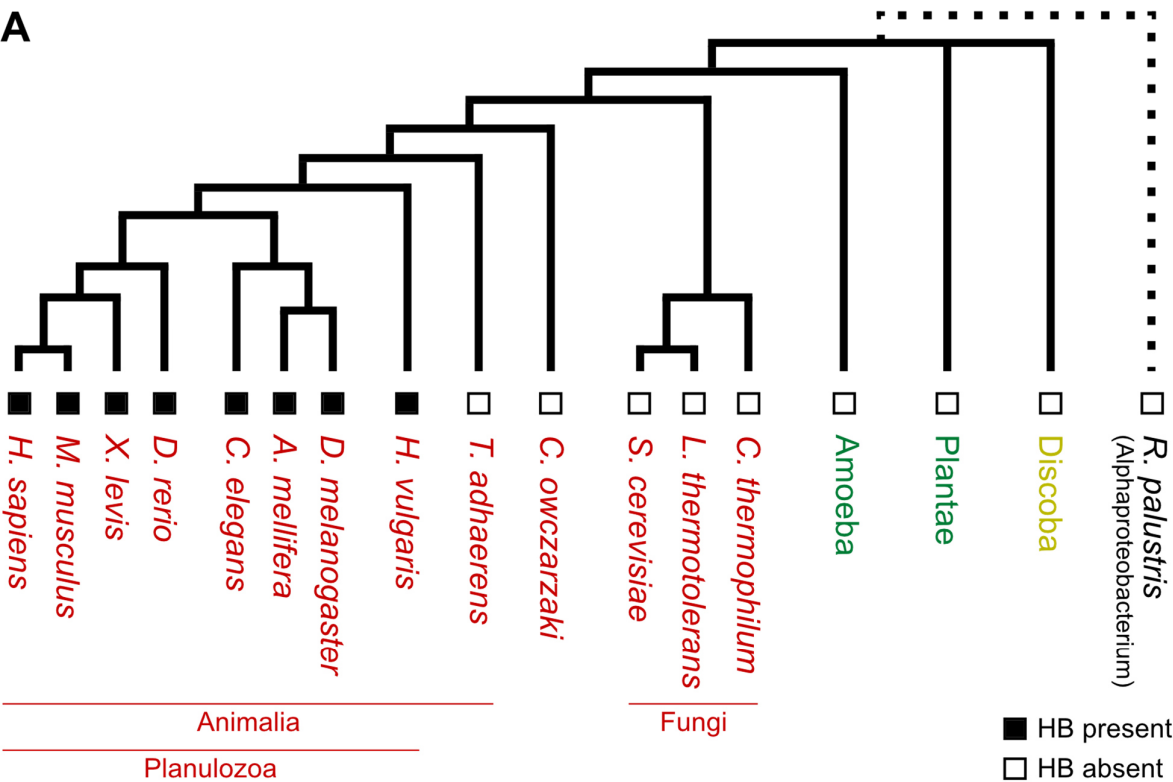 A
H. sapiens
M. musculus
X. levis
D. rerio
C. elegans
A. mellifera
D. melanogaster
H. vulgaris
T. adhaerens
C. owczarzaki
S. cerevisiae
L. thermotolerans
C. thermophilum
Amoeba
Plantae
Discoba
R. palustris
(Alphaproteobacterium)
Animalia
Fungi
Planulozoa
HB present
HB absent